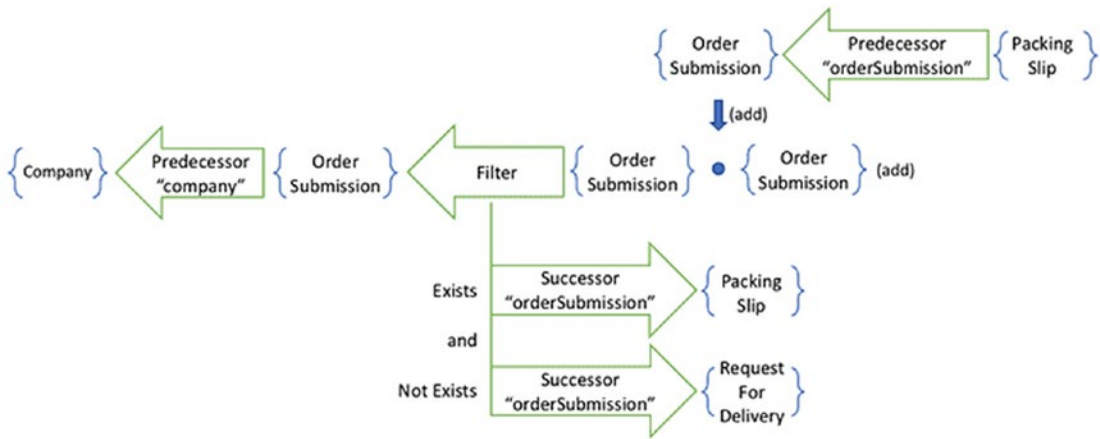 Order
Submission
Predecessor
"orderSubmission"
Packing
Slip
(add)
Company
Predecessor
"company"
Order
Submission
Filter
Order
Submission
Order
Submission
(add)
Exists
Successor
"orderSubmission"
Packing
Slip
and
Not Exists
Successor
"orderSubmission"
Request
For
Delivery